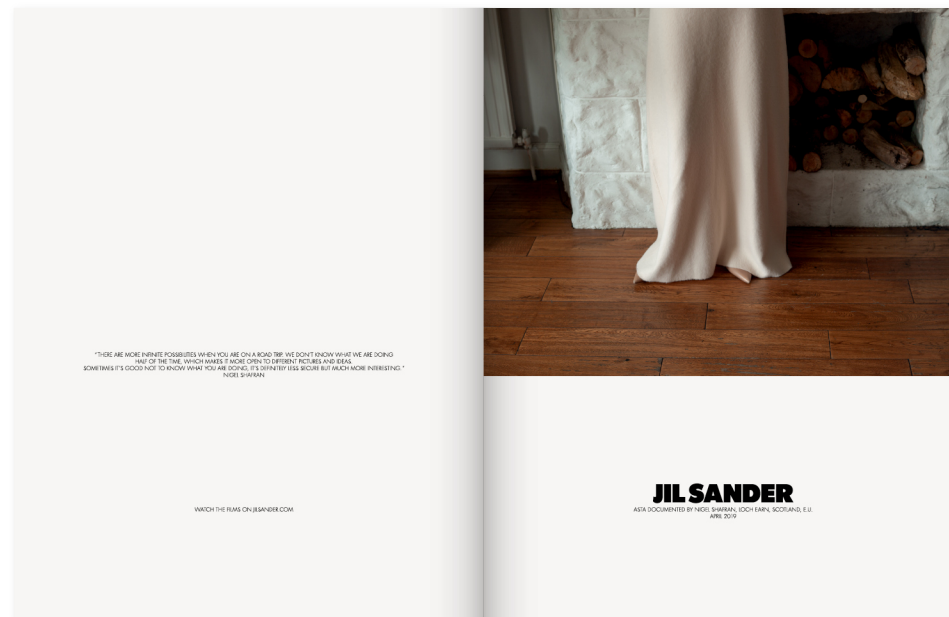 "THERE ARE MORE INFINITE POSSIBILITIES WHEN YOU ARE ON A ROAD TRIP. WE DON'T KNOW WHAT WE ARE DOING
HALF OF THE TIME, WHICH MAKES IT MORE OPEN TO DIFFERENT PICTURES AND IDEAS.
SOMETIMES IT'S GOOD NOT TO KNOW WHAT YOU ARE DOING, IT'S DEFINITELY LESS SECURE BUT MUCH MORE INTERESTING."
NIGEL SHAFRAN
WATCH THE FILMS ON JILSANDER.COM
JIL SANDER
ASTA DOCUMENTED BY NIGEL SHAFRAN, LOCH EARN, SCOTLAND, E.U.
APRIL 2019